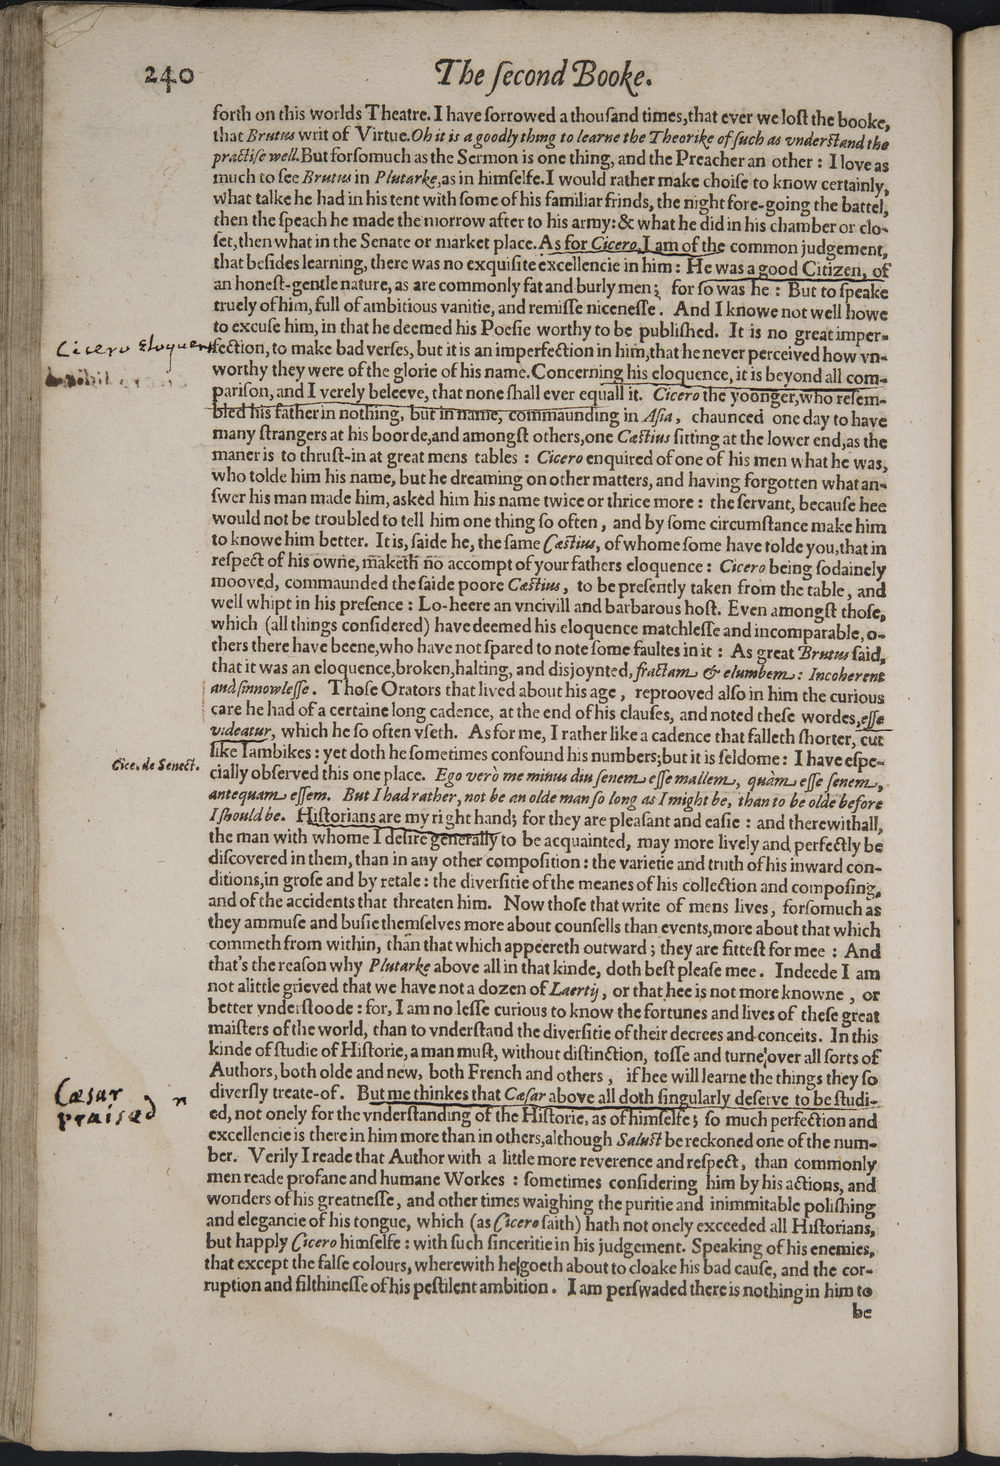 240
The ſecond Booke.
forth on this worlds Theatre. I have ſorrowed a thouſand times, that ever we loſt the booke,
that Brutus writ of Virtue. Oh it is a goodly thing to learne the Theorike of ſuch as vnderſtand the
practiſe well. But forſomuch as the Sermon is one thing, and the Preacher an other : I love as
much to ſee Brutus in Plutarke, as in himſelfe. I would rather make choiſe to know certainly,
what talke he had in his tent with ſome of his familiar frinds, the night fore-going the battel,
then the ſpeach he made the morrow after to his army: & what he did in his chamber or clo-
ſet, then what in the Senate or market place. As for Cicero, I am of the common judgement,
that beſides learning, there was no exquiſite excellencie in him : He was a good Citizen, of
an honeſt-gentle nature, as are commonly fat and burly men; for ſo was he : But to ſpeake
truely of him, full of ambitious vanitie, and remiſſe niceneſſe. And I knowe not well howe
to excuſe him, in that he deemed his Poeſie worthy to be publiſhed. It is no great imper-
Cicero Eloquen
fection, to make bad verſes, but it is an imperfection in him, that he never perceived how vn-
worthy they were of the glorie of his name. Concerning his eloquence, it is beyond all com-
pariſon, and I verely beleeve, that none ſhall ever equall it. Cicero the yoonger, who reſem-
bled his father in nothing, but in name, commaunding in Aſia, chaunced one day to have
many ſtrangers at his boorde, and amongſt others, one Cæſtius ſitting at the lower end, as the
maner is to thruſt-in at great mens tables : Cicero enquired of one of his men what he was,
who tolde him his name, but he dreaming on other matters, and having forgotten what an-
ſwer his man made him, asked him his name twice or thrice more : the ſervant, becauſe hee
would not be troubled to tell him one thing ſo often, and by ſome circumſtance make him
to knowe him better. It is, ſaide he, the ſame Cæſtius, of whome ſome have tolde you, that in
reſpect of his owne, maketh no accompt of your fathers eloquence : Cicero being ſodainely
mooved, commaunded the ſaide poore Cæſtius, to be preſently taken from the table, and
well whipt in his preſence : Lo-heere an vncivill and barbarous hoſt. Even amongſt thoſe,
which (all things conſidered) have deemed his eloquence matchleſſe and incomparable, o-
thers there have beene, who have not ſpared to note ſome faultes in it : As great Brutus ſaid,
that it was an eloquence, broken, halting, and disjoynted, fractam & elumbem : Incoherent
and ſinnowleſſe. Thoſe Orators that lived about his age, reprooved alſo in him the curious
care he had of a certaine long cadence, at the end of his clauſes, and noted theſe wordes, eſſe
videatur, which he ſo often vſeth. As for me, I rather like a cadence that falleth ſhorter, cut
like Iambikes : yet doth he ſometimes confound his numbers; but it is ſeldome : I have eſpe-
Cice. de Senect.
cially obſerved this one place. Ego verò me minus diu ſenem eſſe mallem, quàm eſſe ſenem,
antequam eſſem. But I had rather, not be an olde man ſo long as I might be, than to be olde before
I ſhould be. Hiſtorians are my right hand; for they are pleaſant and eaſie : and therewithall,
the man with whome I deſire generally to be acquainted, may more lively and perfectly be
diſcovered in them, than in any other compoſition : the varietie and truth of his inward con-
ditions, in groſe and by retale : the diverſitie of the meanes of his collection and compoſing,
and of the accidents that threaten him. Now thoſe that write of mens lives, forſomuch as
they ammuſe and buſie themſelves more about counſells than events, more about that which
commeth from within, than that which appeereth outward ; they are fitteſt for mee : And
that's the reaſon why Plutarke above all in that kinde, doth beſt pleaſe mee. Indeede I am
not alittle grieved that we have not a dozen of Laertij, or that hee is not more knowne, or
better vnderſtoode : for, I am no leſſe curious to know the fortunes and lives of theſe great
maiſters of the world, than to vnderſtand the diverſitie of their decrees and conceits. In this
kinde of ſtudie of Hiſtorie, a man muſt, without diſtinction, toſſe and turne over all ſorts of
Authors, both olde and new, both French and others, if hee will learne the things they ſo
Cæsar
praised
diverſly treate-of. But me thinkes that Cæſar above all doth ſingularly deſerve to be ſtudi-
ed, not onely for the vnderſtanding of the Hiſtorie, as of himſelfe ; ſo much perfection and
excellencie is there in him more than in others, although Saluſt be reckoned one of the num-
ber. Verily I reade that Author with a little more reverence and reſpect, than commonly
men reade profane and humane Workes : ſometimes conſidering him by his actions, and
wonders of his greatneſſe, and other times waighing the puritie and inimmitable poliſhing
and elegancie of his tongue, which (as Cicero ſaith) hath not onely exceeded all Hiſtorians,
but happly Cicero himſelfe : with ſuch ſinceritie in his judgement. Speaking of his enemies,
that except the falſe colours, wherewith he goeth about to cloake his bad cauſe, and the cor-
ruption and filthineſſe of his peſtilent ambition. I am perſwaded there is nothing in him to
be